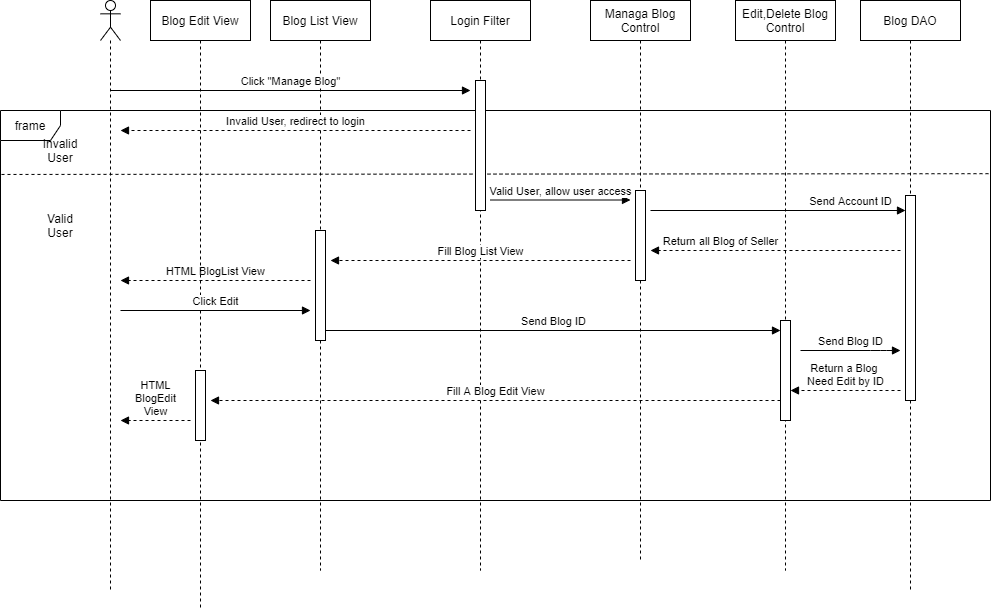 Blog Edit View
Blog List View
Login Filter
Managa Blog
Control
Edit,Delete Blog
Control
Blog DAO
Click "Manage Blog"
frame
Invalid User, redirect to login
Invalid
User
Valid User, allow user access
Send Account ID
Valid
User
Return all Blog of Seller
Fill Blog List View
HTML BlogList View
Click Edit
Send Blog ID
Send Blog ID
Return a Blog
Need Edit by ID
HTML
BlogEdit
View
Fill A Blog Edit View